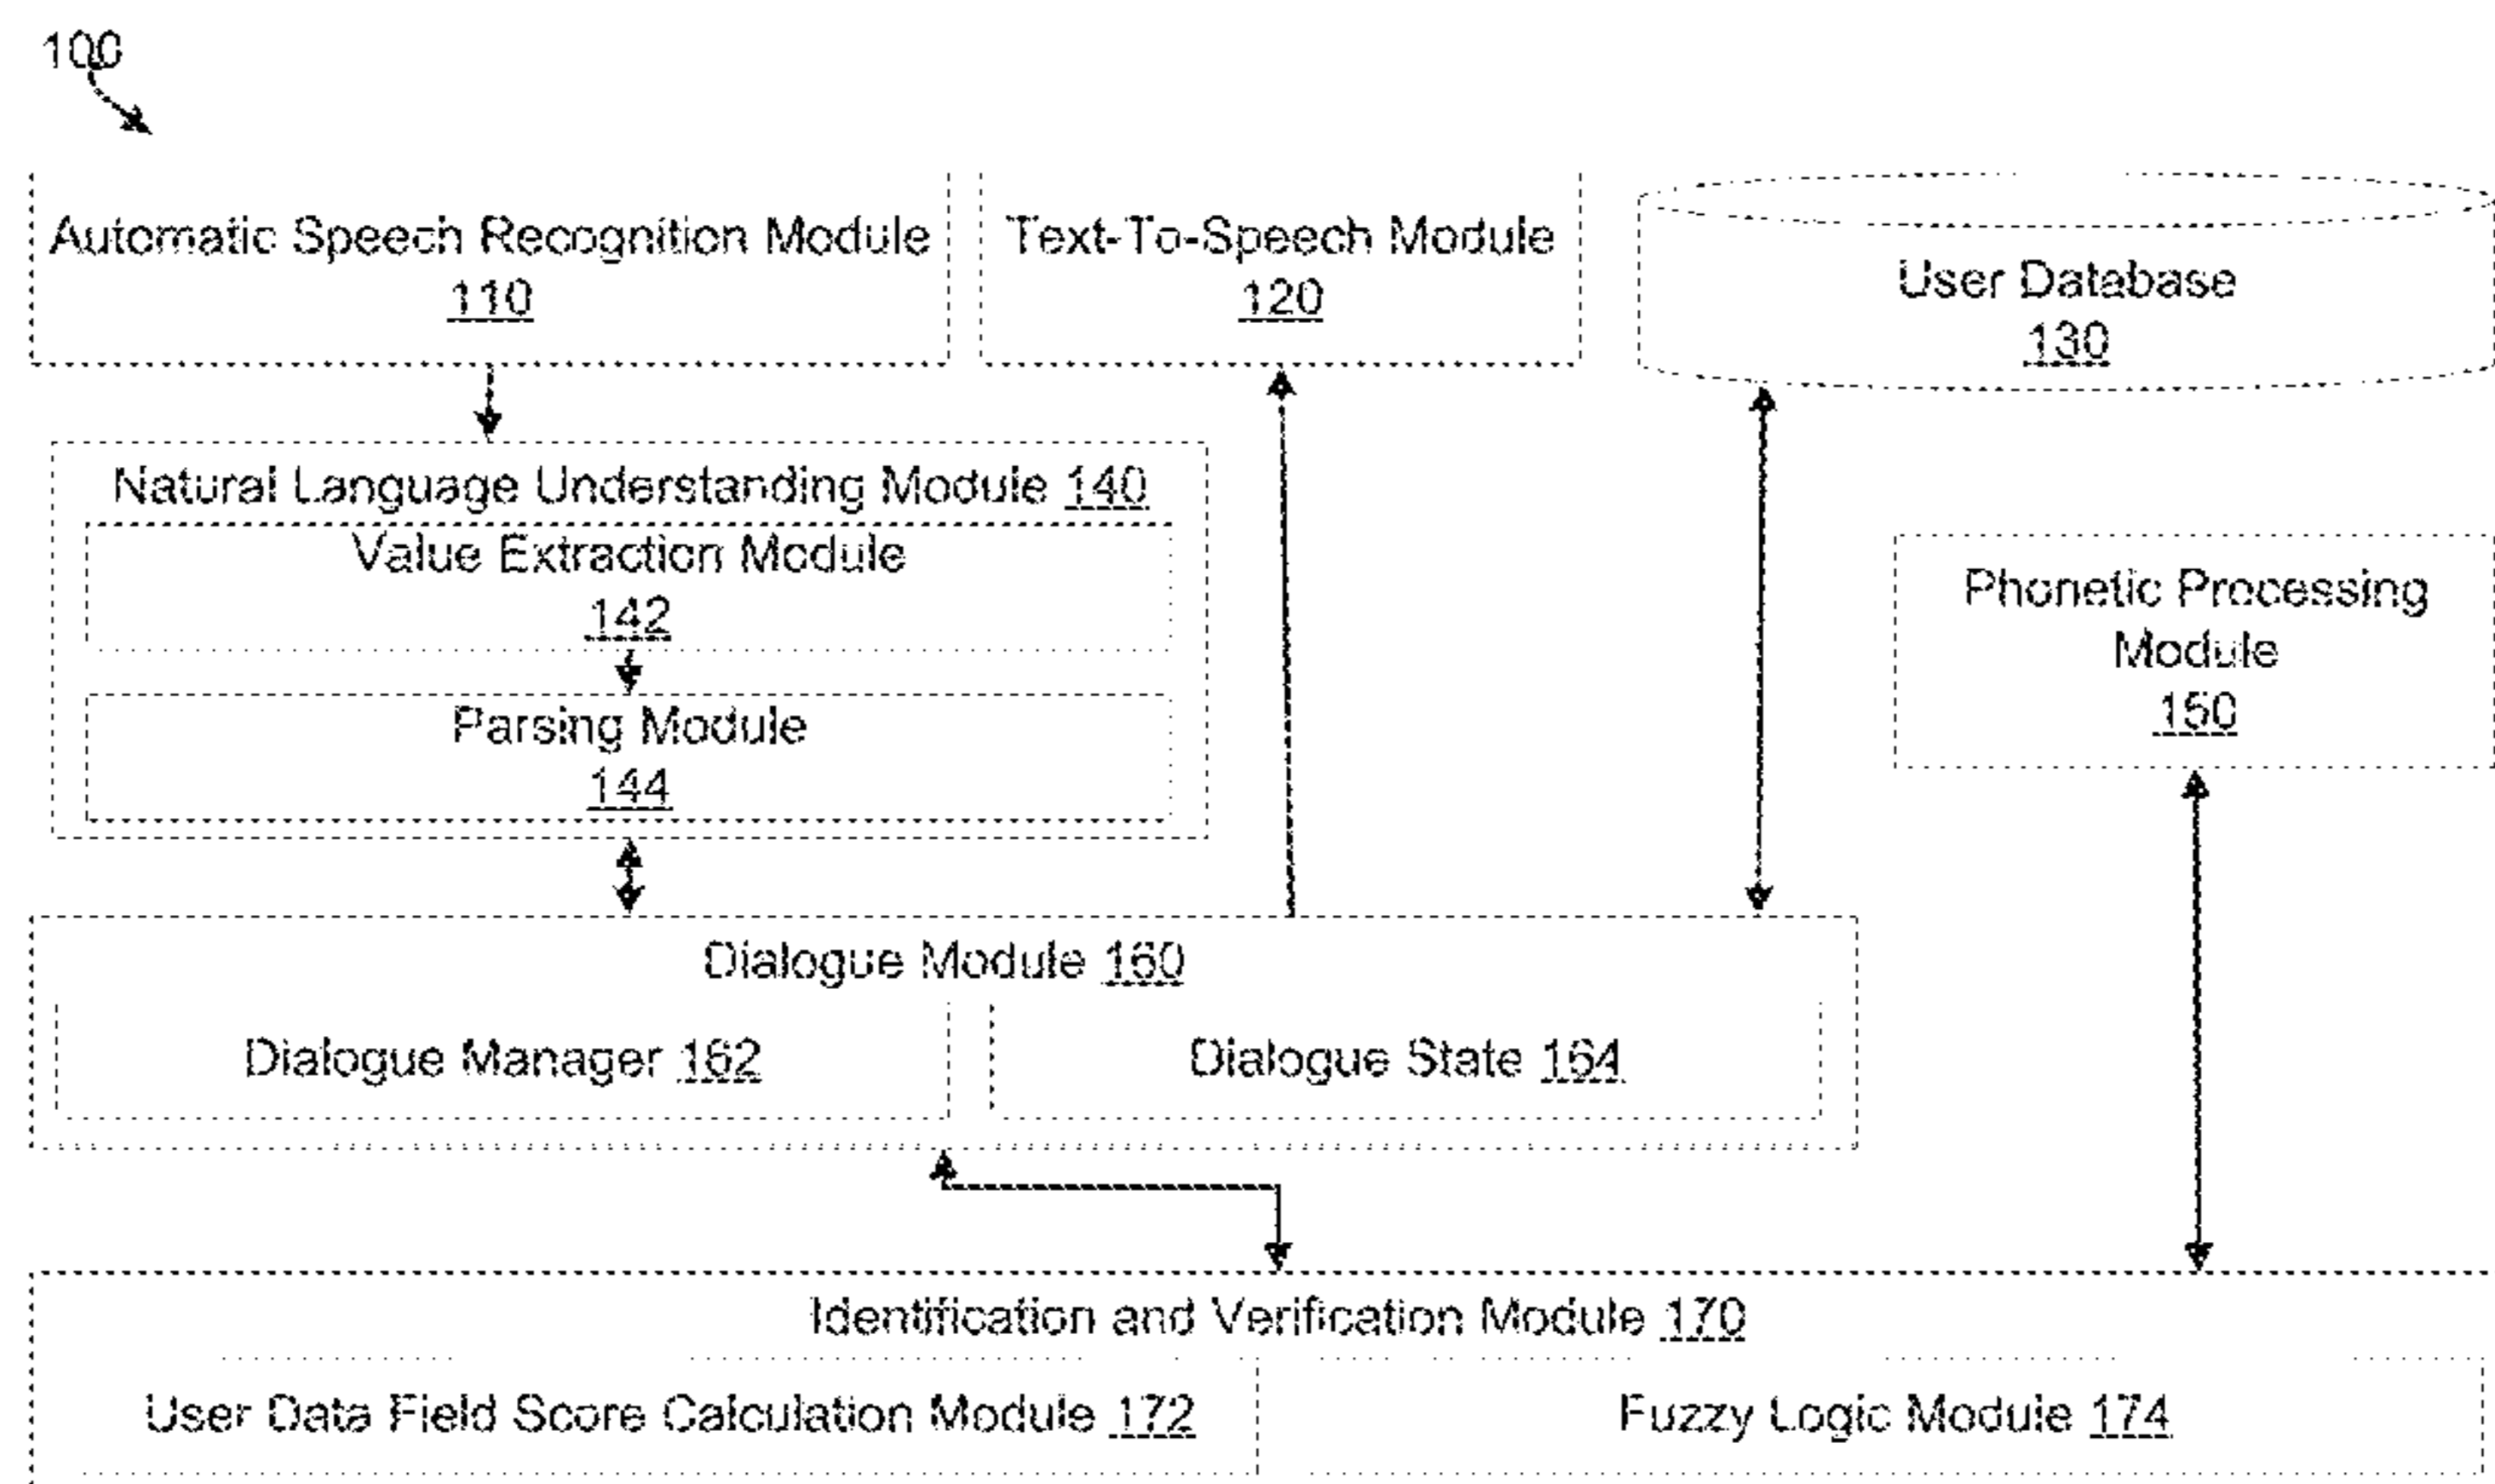 100
Automatic Speech Recognition Module
110
Text-To-Speech Module
120
User Database
130
Natural Language Understanding Module 140
Value Extraction Module
142
Parsing Module
144
Phonetic Processing
Module
150
Dialogue Module 160
Dialogue Manager 162
Dialogue State 164
Identification and Verification Module 170
User Data Field Score Calculation Module 172
Fuzzy Logic Module 174